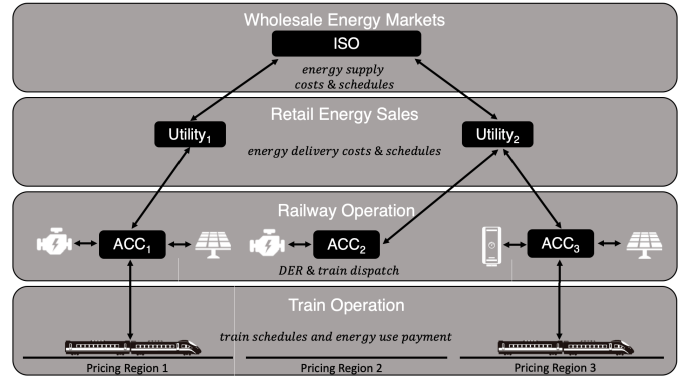 Wholesale Energy Markets
ISO
energy supply
costs & schedules
Retail Energy Sales
Utility₁
Utility₂
energy delivery costs & schedules
Railway Operation
ACC₁
ACC₂
ACC₃
DER & train dispatch
Train Operation
train schedules and energy use payment
Pricing Region 1
Pricing Region 2
Pricing Region 3